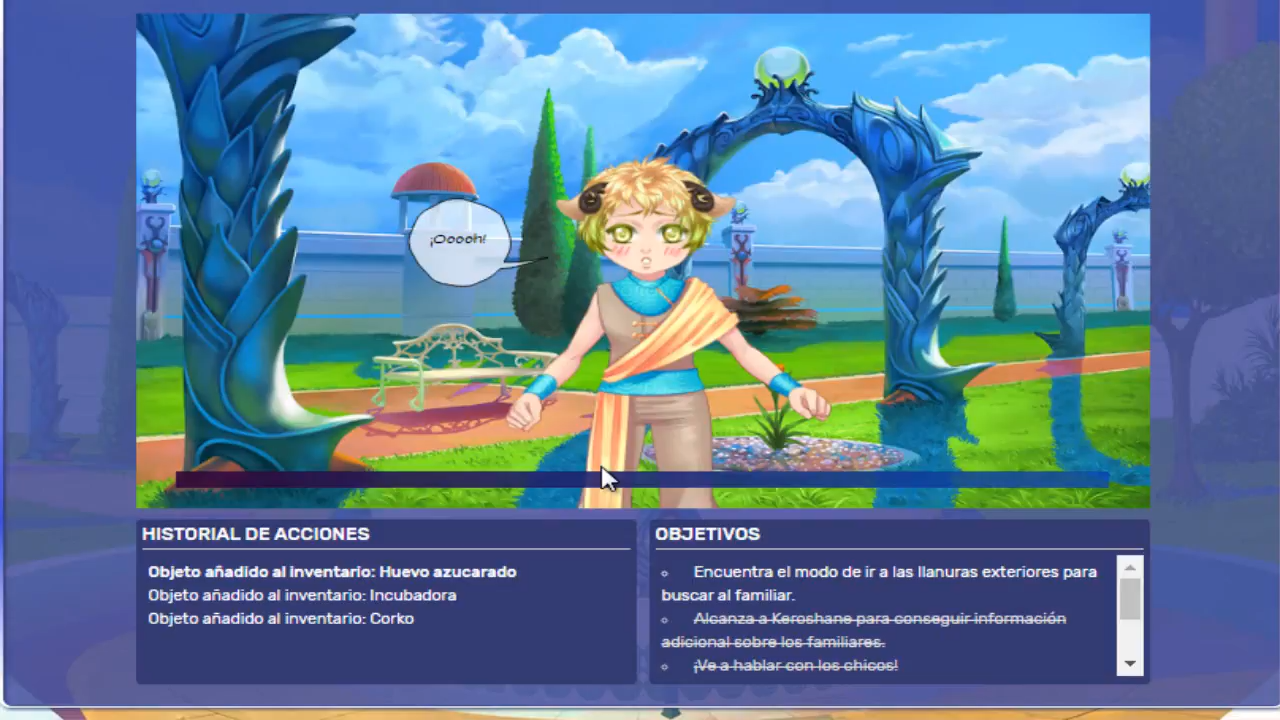 ¡Ooooh!
HISTORIAL DE ACCIONES
Objeto añadido al inventario: Huevo azucarado
Objeto añadido al inventario: Incubadora
Objeto añadido al inventario: Corko
OBJETIVOS
Encuentra el modo de ir a las llanuras exteriores para
buscar al familiar.
Alcanza a Keroshane para conseguir información
adicional sobre los familiares.
¡Ve a hablar con los chicos!